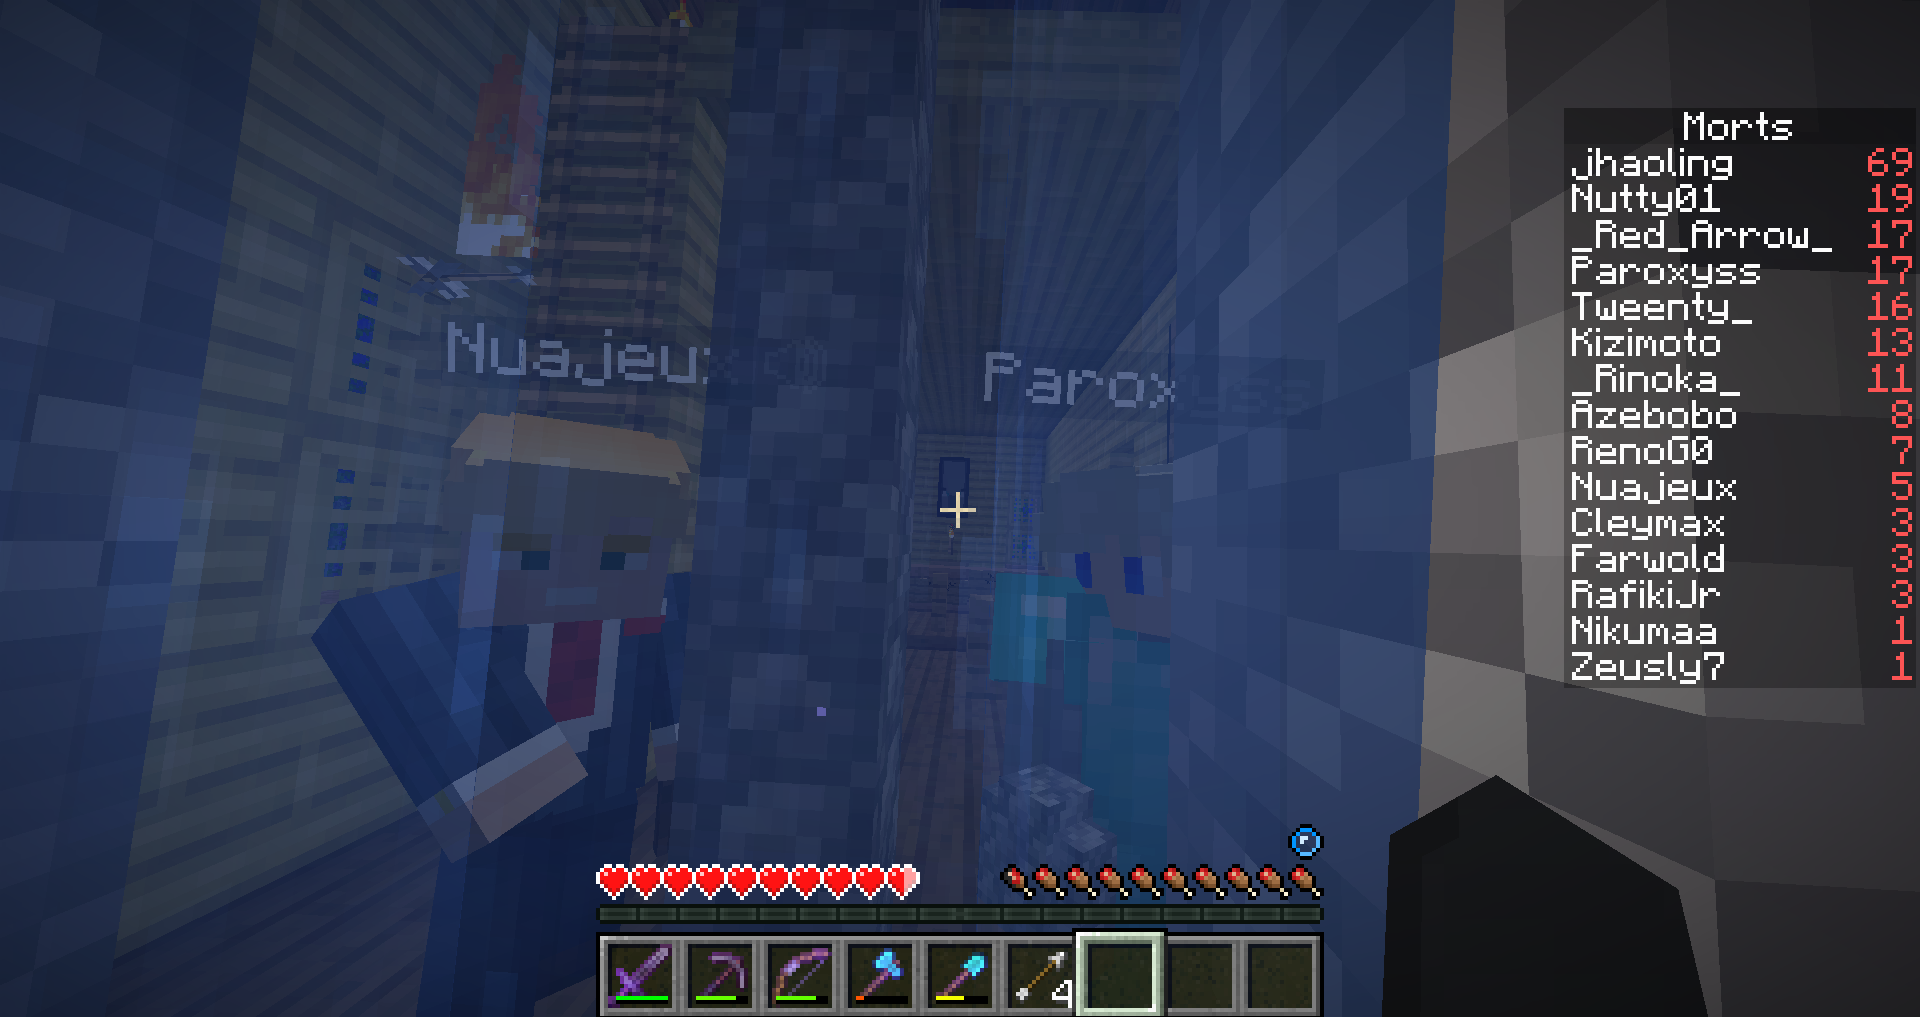 Morts
jhaoling 69
Nutty01 19
_Red_Arrow_ 17
Paroxyss 17
Tweenty_ 16
Kizimoto 13
_Rinoka_ 11
Azebobo 8
RenoG0 7
Nuajeux 5
Cleymax 3
Farwold 3
RafikiJr 3
Nikumaa 1
Zeusly7 1
Nuajeux
Paroxyss
4